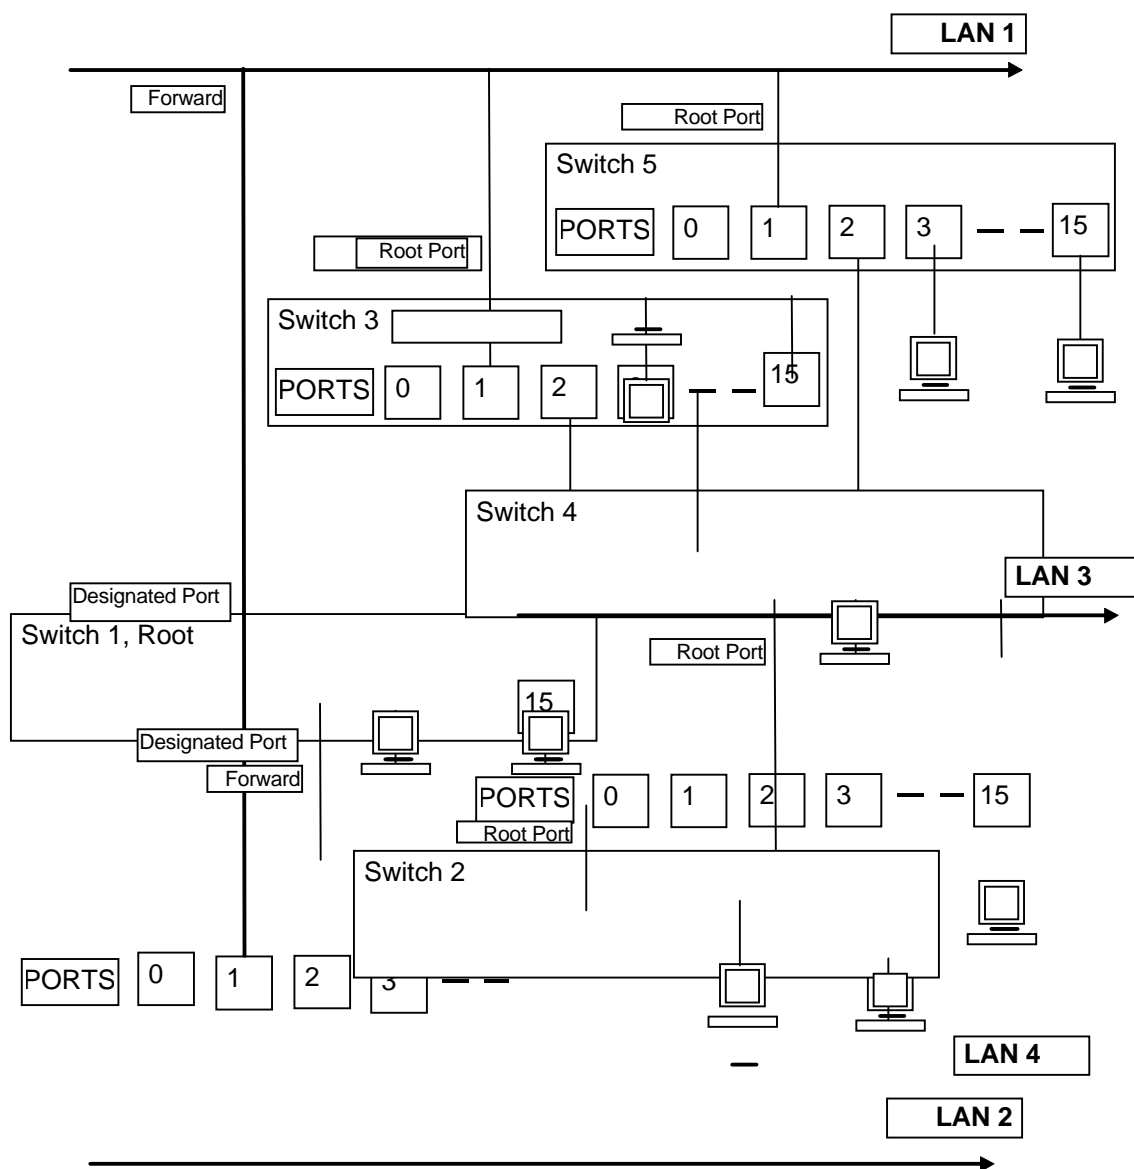 LAN 1
Forward
Root Port
Switch 5
PORTS 0 1 2 3 15
Root Port
Switch 3
PORTS 0 1 2 15
Switch 4
LAN 3
Designated Port
Switch 1, Root
Root Port
15
Designated Port
Forward
PORTS 0 1 2 3 15
Root Port
Switch 2
PORTS 0 1 2 3
LAN 4
LAN 2